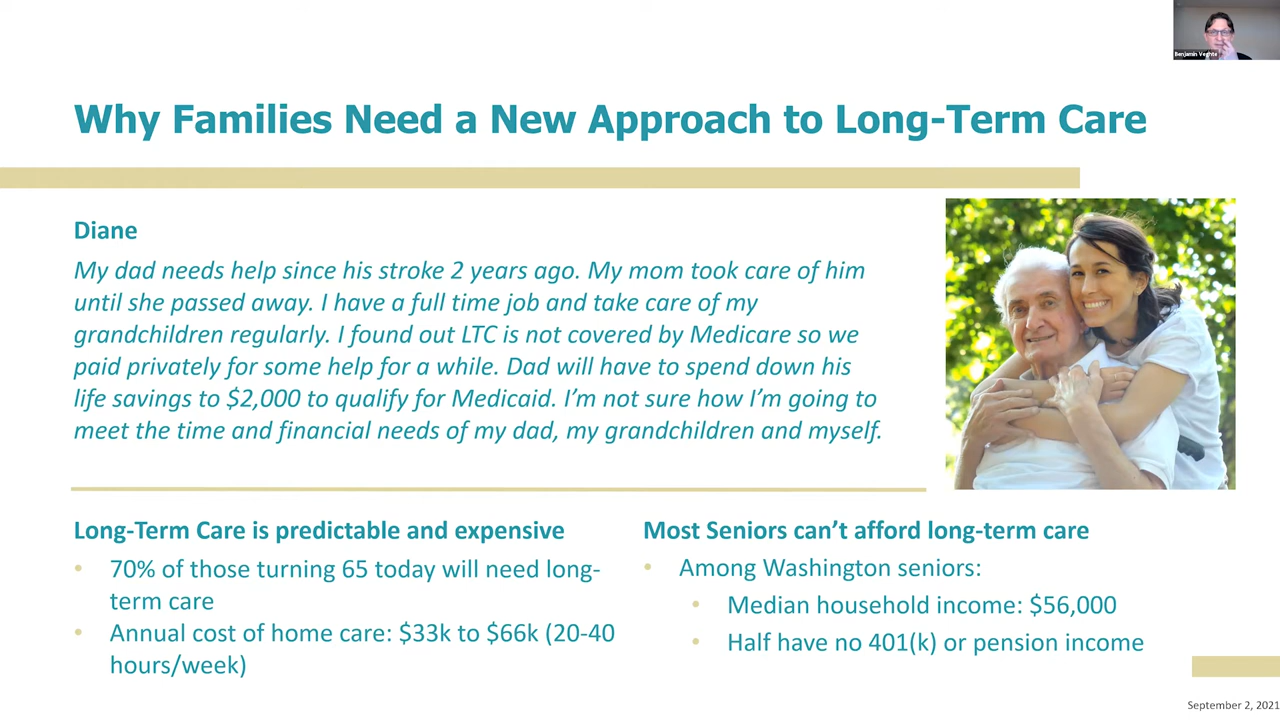 Benjamin Veghte
Why Families Need a New Approach to Long-Term Care
Diane
My dad needs help since his stroke 2 years ago. My mom took care of him
until she passed away. I have a full time job and take care of my
grandchildren regularly. I found out LTC is not covered by Medicare so we
paid privately for some help for a while. Dad will have to spend down his
life savings to $2,000 to qualify for Medicaid. I’m not sure how I’m going to
meet the time and financial needs of my dad, my grandchildren and myself.
Long-Term Care is predictable and expensive
• 70% of those turning 65 today will need long-
term care
• Annual cost of home care: $33k to $66k (20-40
hours/week)
Most Seniors can’t afford long-term care
• Among Washington seniors:
• Median household income: $56,000
• Half have no 401(k) or pension income
September 2, 2021